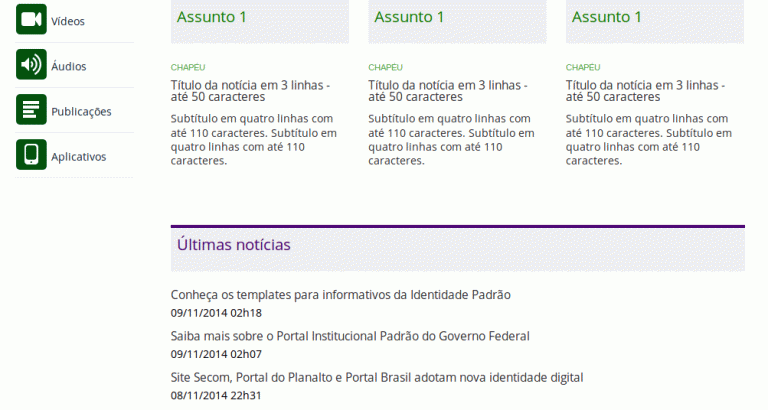 Vídeos
Áudios
Publicações
Aplicativos
Assunto 1
CHAPÉU
Título da notícia em 3 linhas -
até 50 caracteres
Subtítulo em quatro linhas com
até 110 caracteres. Subtítulo em
quatro linhas com até 110
caracteres.
Assunto 1
CHAPÉU
Título da notícia em 3 linhas -
até 50 caracteres
Subtítulo em quatro linhas com
até 110 caracteres. Subtítulo em
quatro linhas com até 110
caracteres.
Assunto 1
CHAPÉU
Título da notícia em 3 linhas -
até 50 caracteres
Subtítulo em quatro linhas com
até 110 caracteres. Subtítulo em
quatro linhas com até 110
caracteres.
Últimas notícias
Conheça os templates para informativos da Identidade Padrão
09/11/2014 02h18
Saiba mais sobre o Portal Institucional Padrão do Governo Federal
09/11/2014 02h07
Site Secom, Portal do Planalto e Portal Brasil adotam nova identidade digital
08/11/2014 22h31